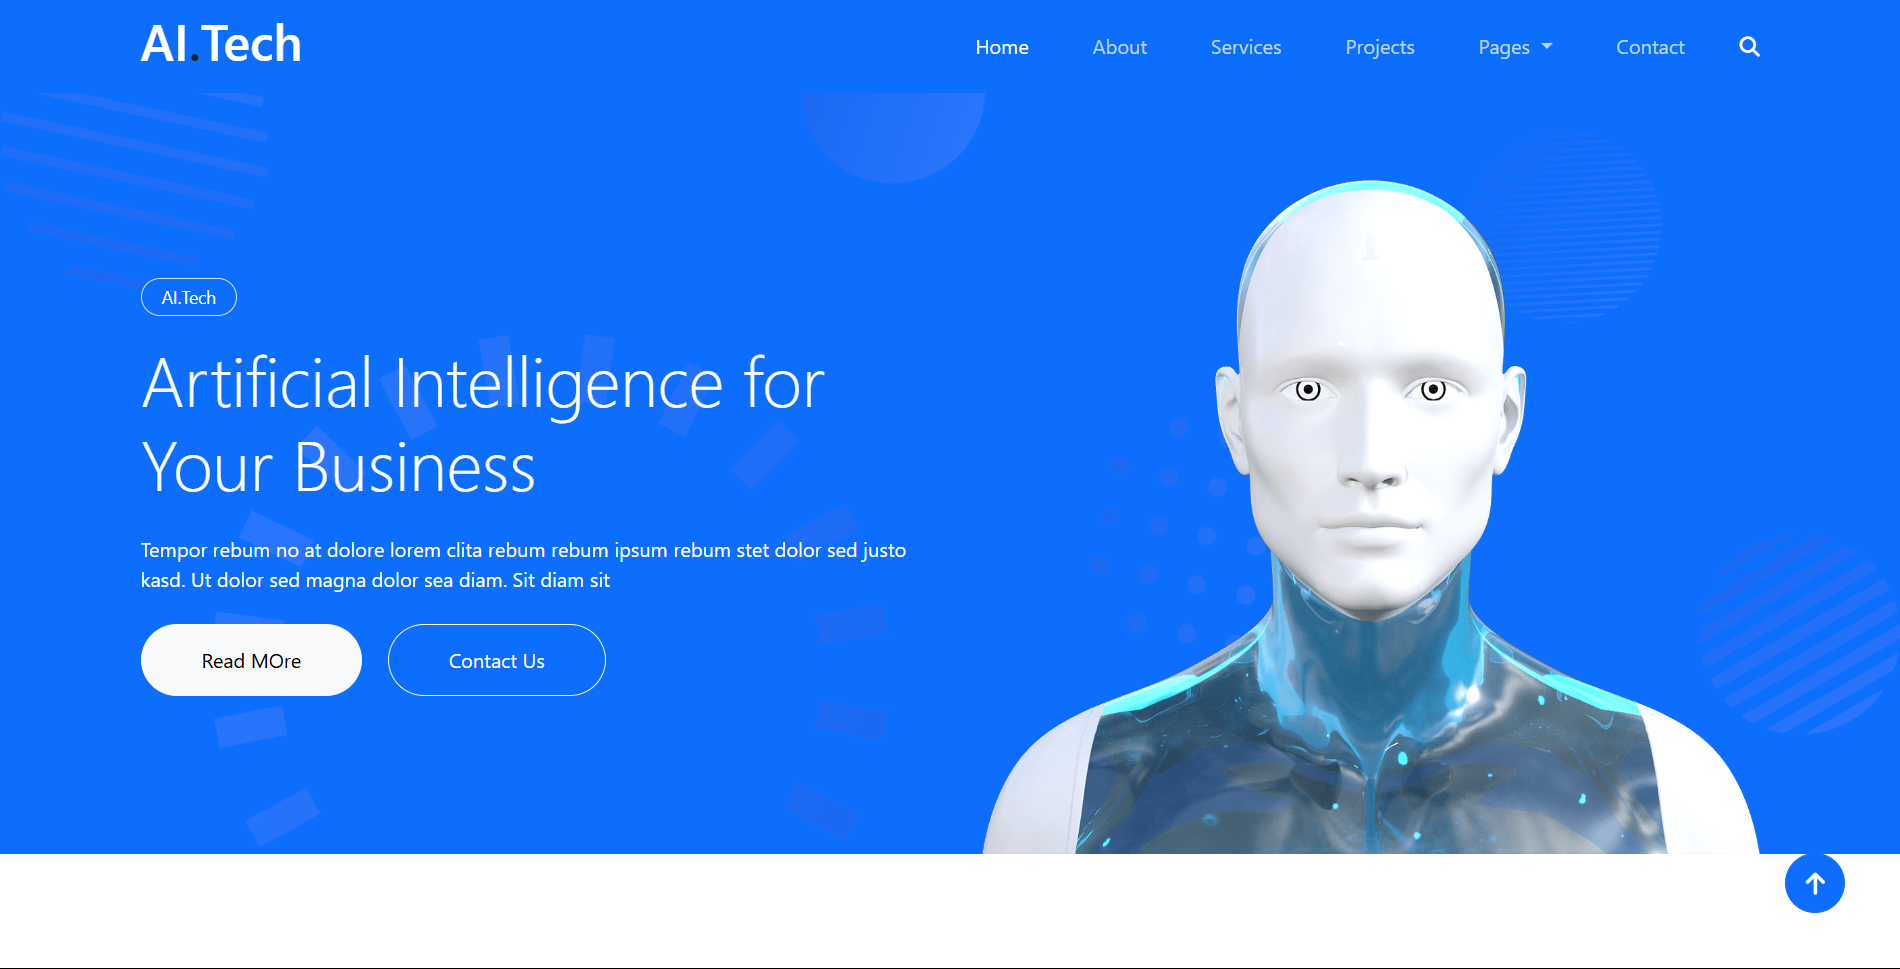 AI.Tech
Home About Services Projects Pages Contact
AI.Tech
Artificial Intelligence for
Your Business
Tempor rebum no at dolore lorem clita rebum rebum ipsum rebum stet dolor sed justo
kasd. Ut dolor sed magna dolor sea diam. Sit diam sit
Read MOre Contact Us